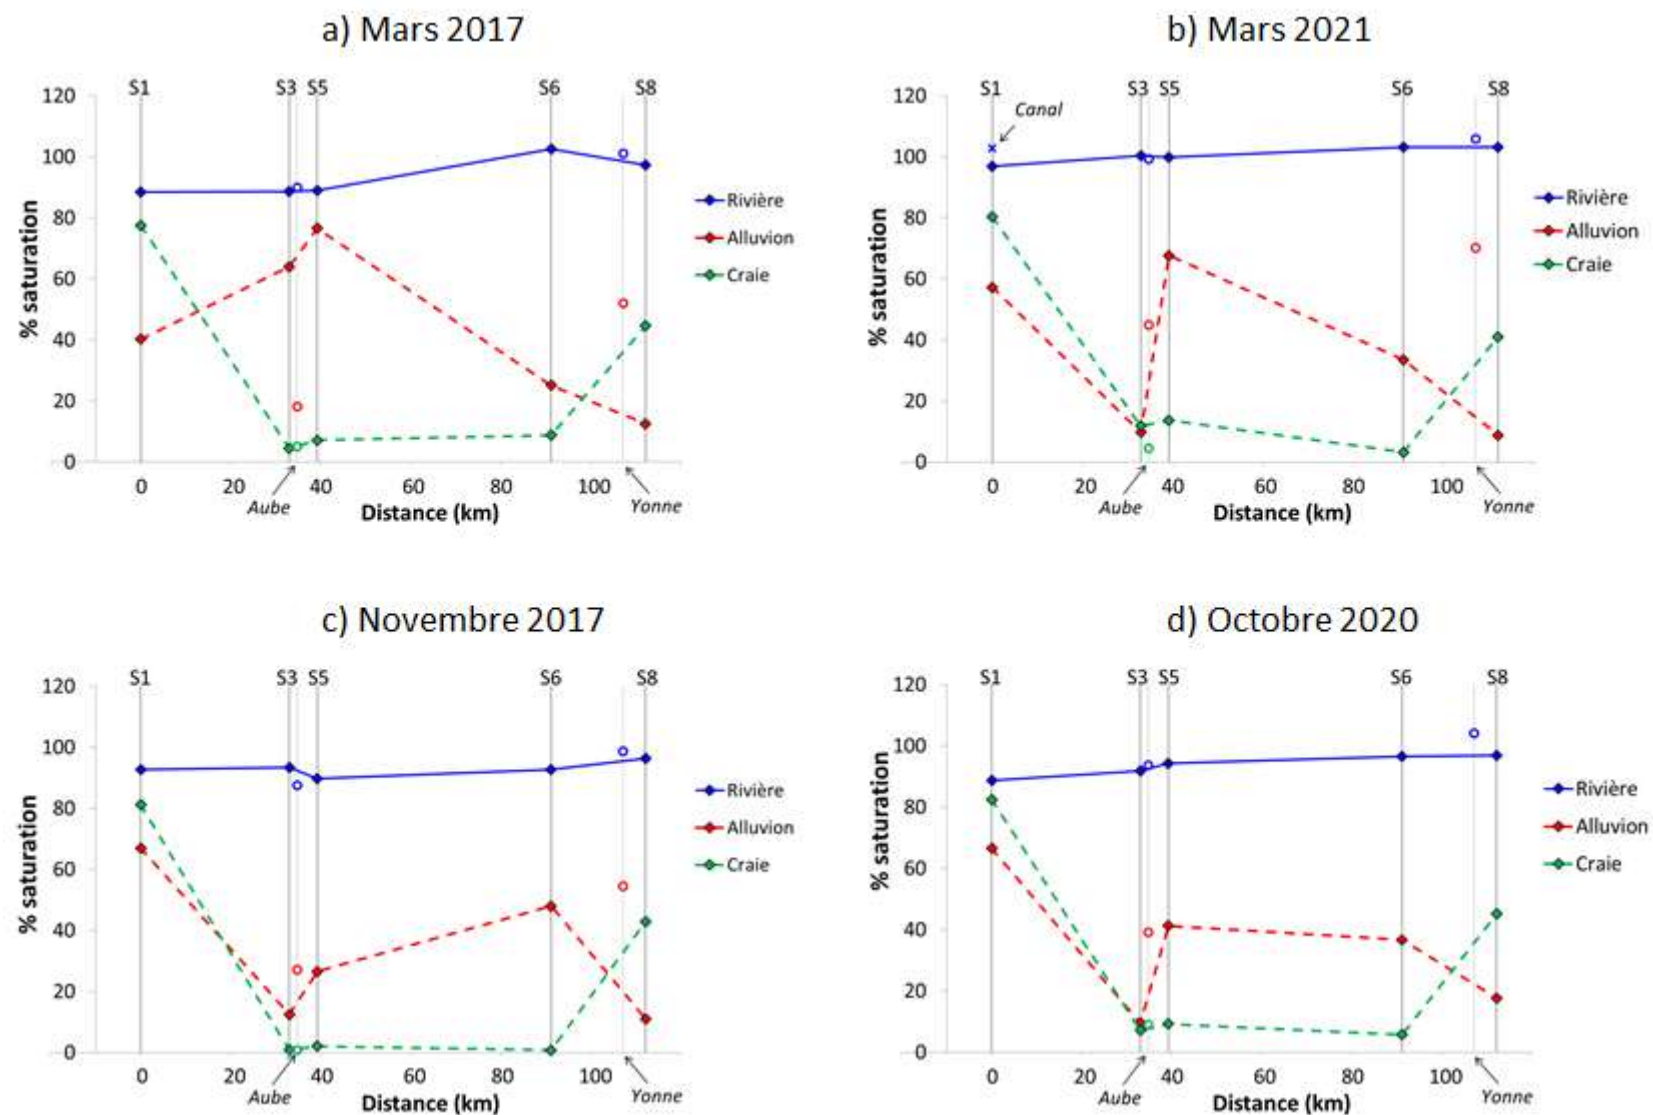 a) Mars 2017
S1 S3 S5 S6 S8
120
100
80
60
40
20
0
% saturation
Rivière
Alluvion
Craie
0 20 40 60 80 100
Aube
Distance (km)
Yonne
b) Mars 2021
S1 S3 S5 S6 S8
Canal
120
100
80
60
40
20
0
% saturation
Rivière
Alluvion
Craie
0 20 40 60 80 100
Aube
Distance (km)
Yonne
c) Novembre 2017
S1 S3 S5 S6 S8
120
100
80
60
40
20
0
% saturation
Rivière
Alluvion
Craie
0 20 40 60 80 100
Aube
Distance (km)
Yonne
d) Octobre 2020
S1 S3 S5 S6 S8
120
100
80
60
40
20
0
% saturation
Rivière
Alluvion
Craie
0 20 40 60 80 100
Aube
Distance (km)
Yonne